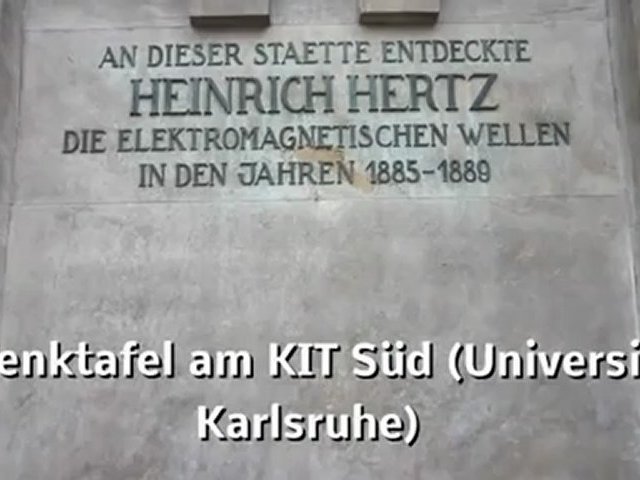 AN DIESER STAETTE ENTDECKTE
HEINRICH HERTZ
DIE ELEKTROMAGNETISCHEN WELLEN
IN DEN JAHREN 1885-1889
enktafel am KIT Süd (Universi
Karlsruhe)